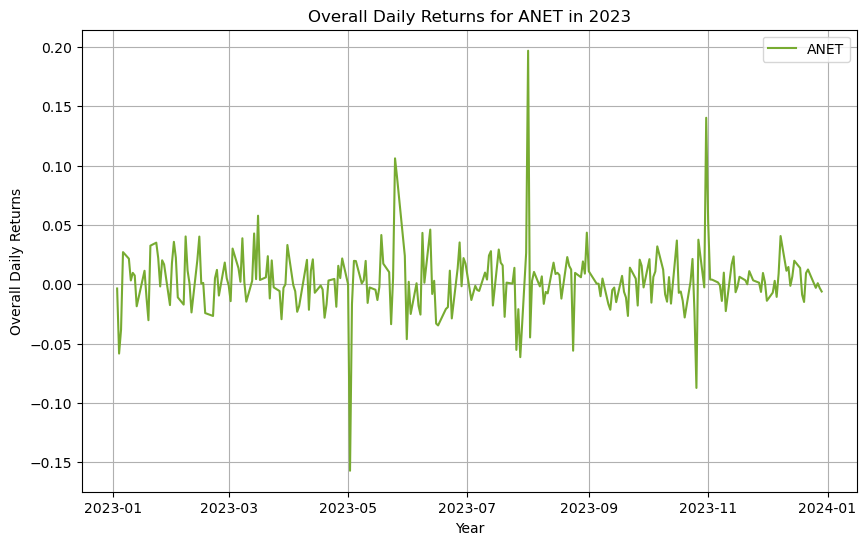 Overall Daily Returns for ANET in 2023
ANET
0.20
0.15
0.10
0.05
0.00
−0.05
−0.10
−0.15
Overall Daily Returns
2023-01 2023-03 2023-05 2023-07 2023-09 2023-11 2024-01
Year